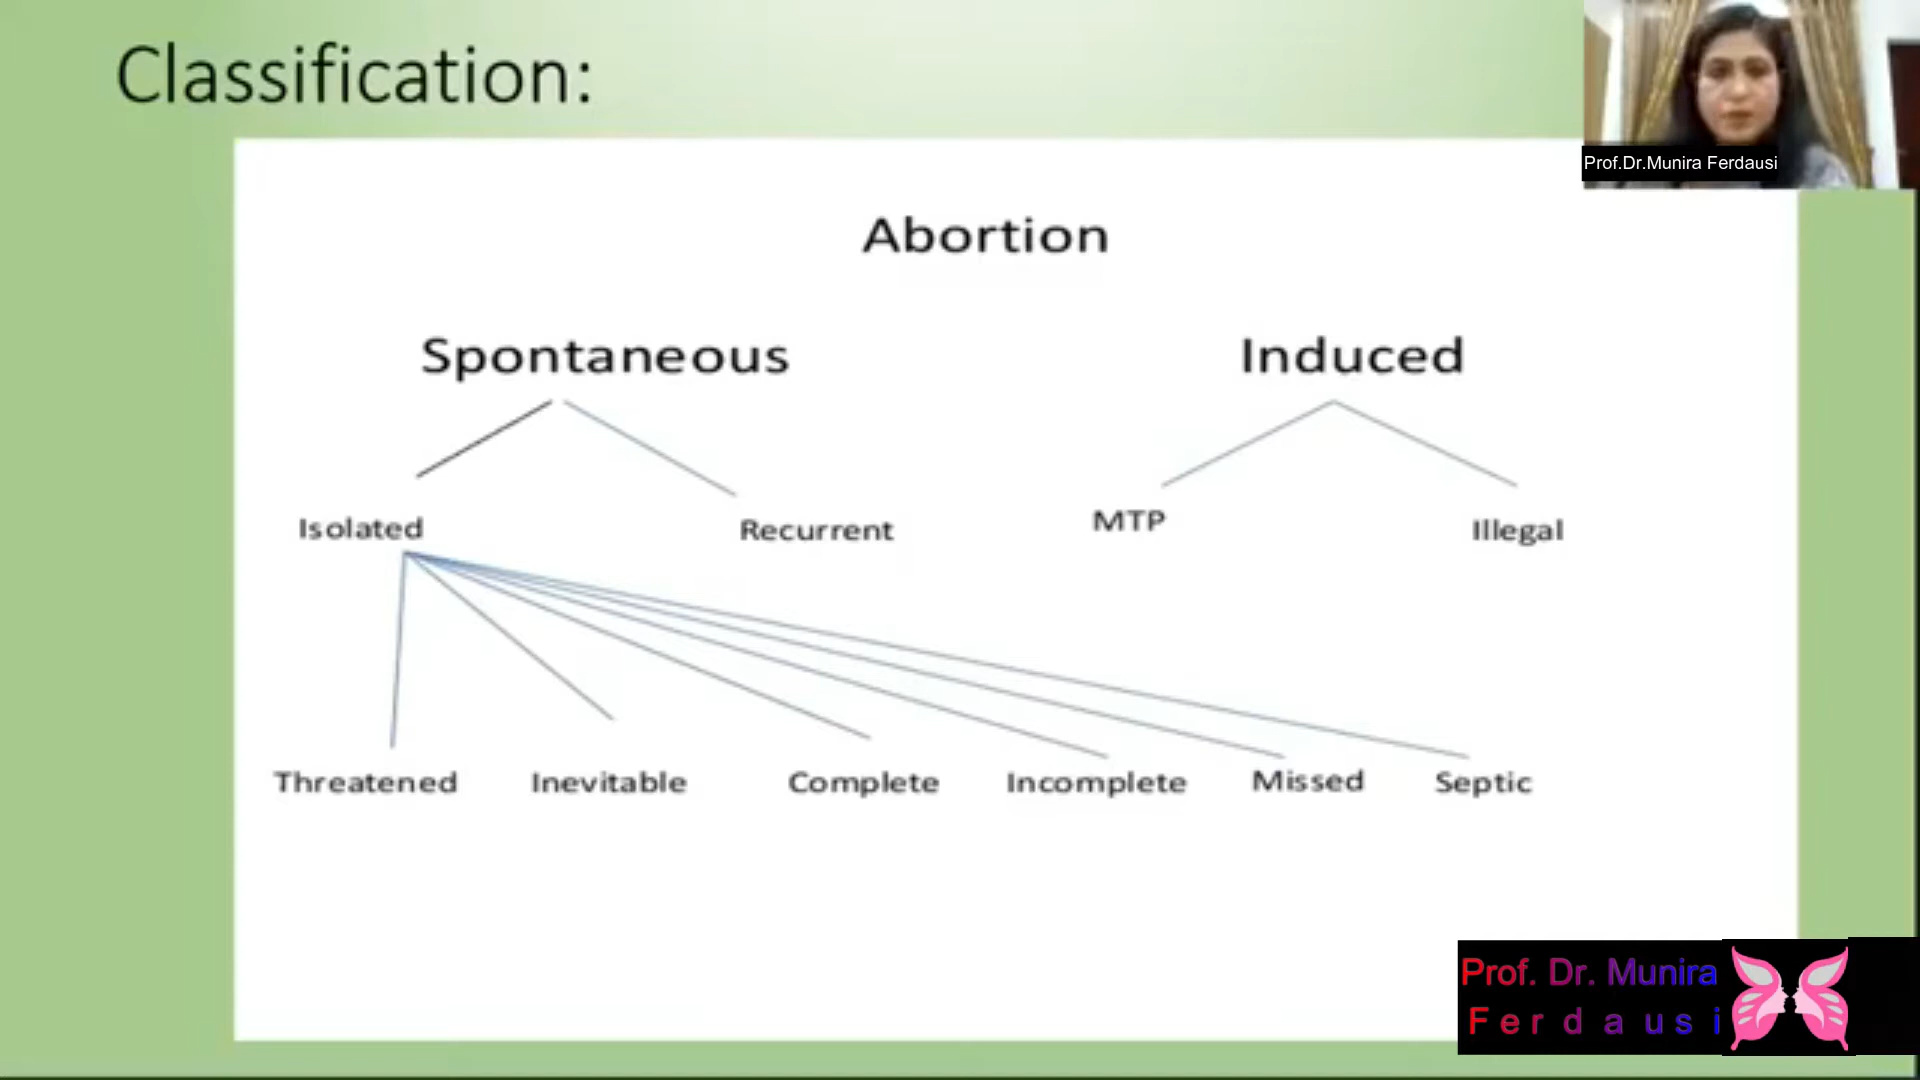 Classification:
Prof.Dr.Munira Ferdausi
Abortion
Spontaneous
Induced
Isolated
Recurrent
MTP
Illegal
Threatened
Inevitable
Complete
Incomplete
Missed
Septic
Prof. Dr. Munira
Ferdausi